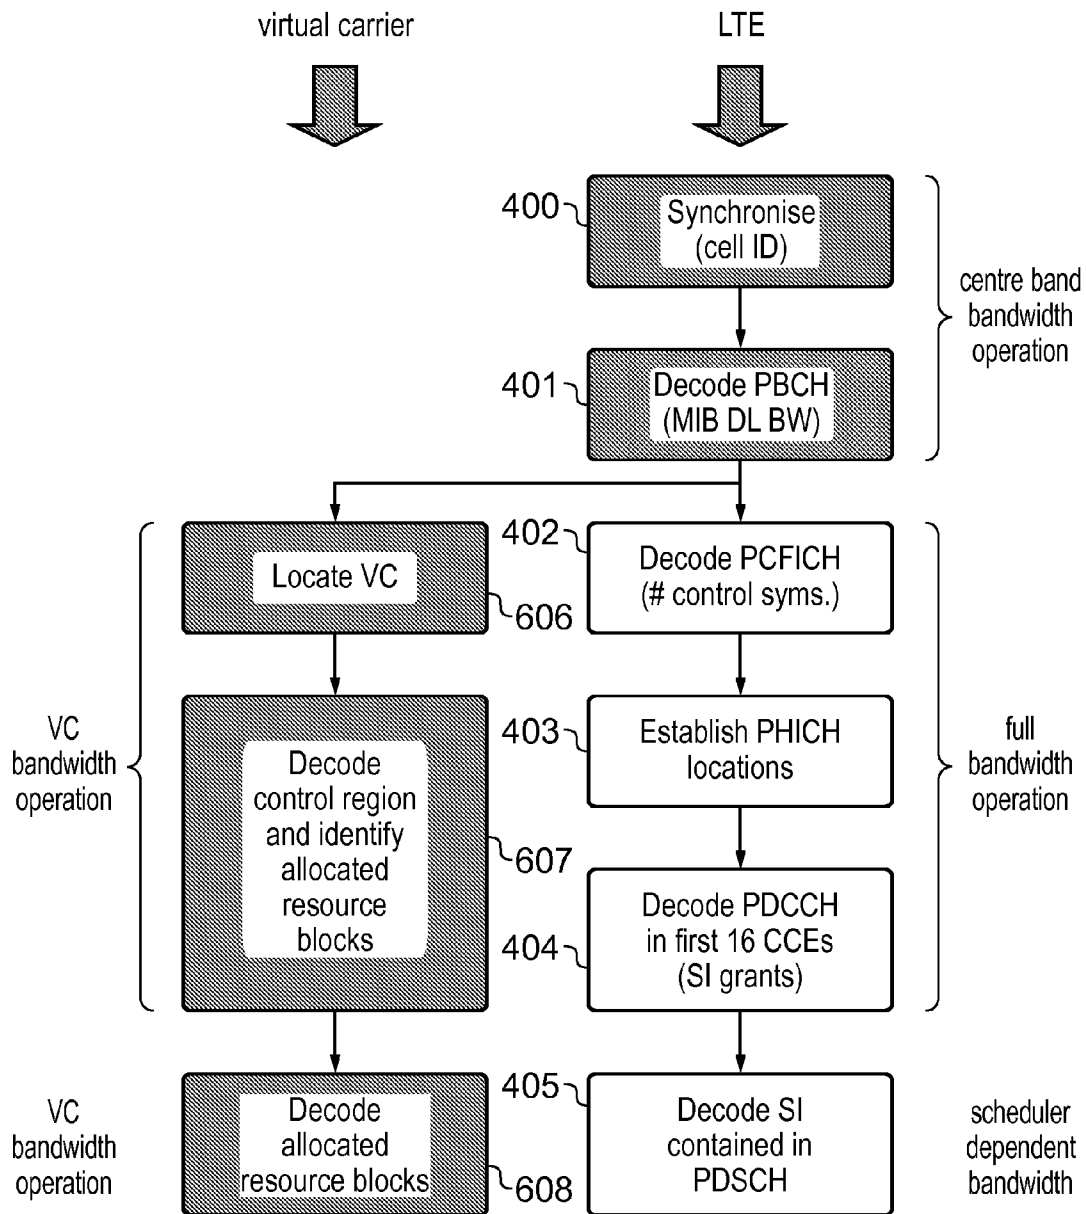 virtual carrier
LTE
400
Synchronise
(cell ID)
centre band
bandwidth
operation
401
Decode PBCH
(MIB DL BW)
Locate VC
606
402
Decode PCFICH
(# control syms.)
VC
bandwidth
operation
Decode
control region
and identify
allocated
resource
blocks
607
403
Establish PHICH
locations
full
bandwidth
operation
404
Decode PDCCH
in first 16 CCEs
(SI grants)
VC
bandwidth
operation
Decode
allocated
resource blocks
608
405
Decode SI
contained in
PDSCH
scheduler
dependent
bandwidth